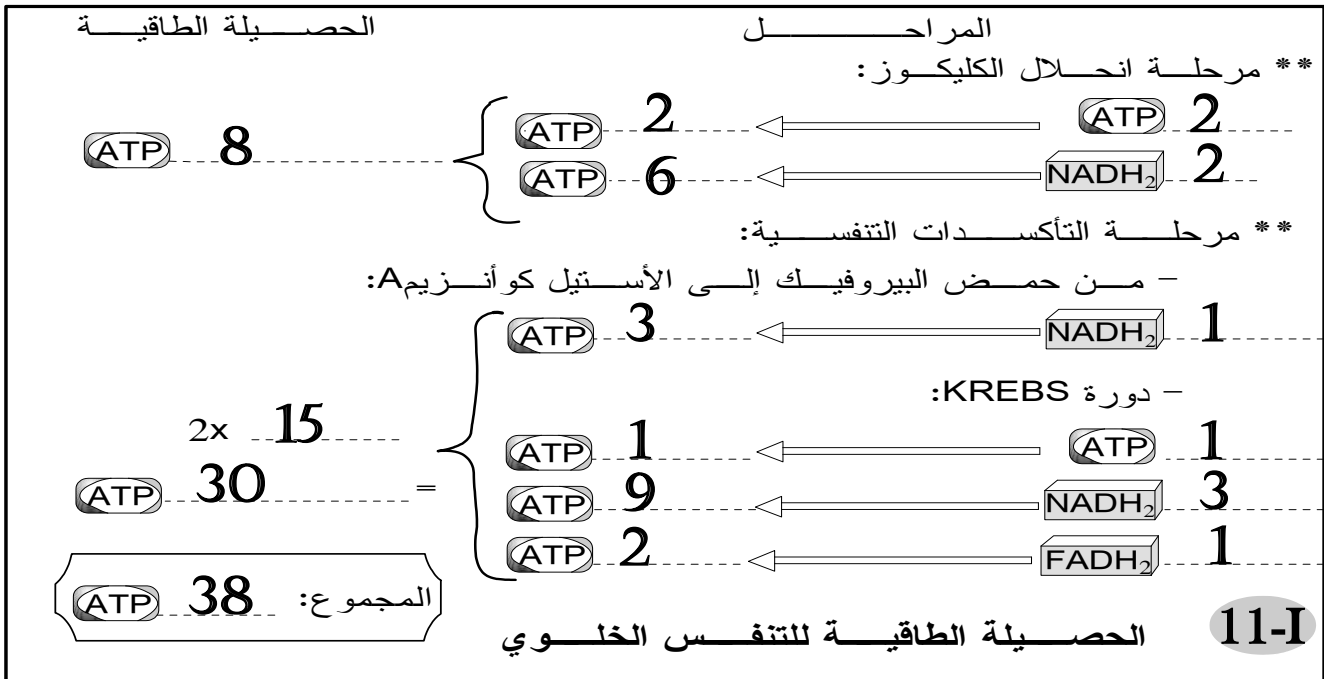 المراحل الحصيلة الطاقية
** مرحلة انحلال الكليكوز:
2 ATP 2 ATP
8 ATP
2 NADH₂ 6 ATP
** مرحلة التأكسدات التنفسية:
– من حمض البيروفيك إلى الأستيل كوأنزيمA:
1 NADH₂ 3 ATP
– دورة KREBS:
2x 15
1 ATP 1 ATP
= 30 ATP
3 NADH₂ 9 ATP
1 FADH₂ 2 ATP
المجموع: 38 ATP
11-I الحصيلة الطاقية للتنفس الخلوي